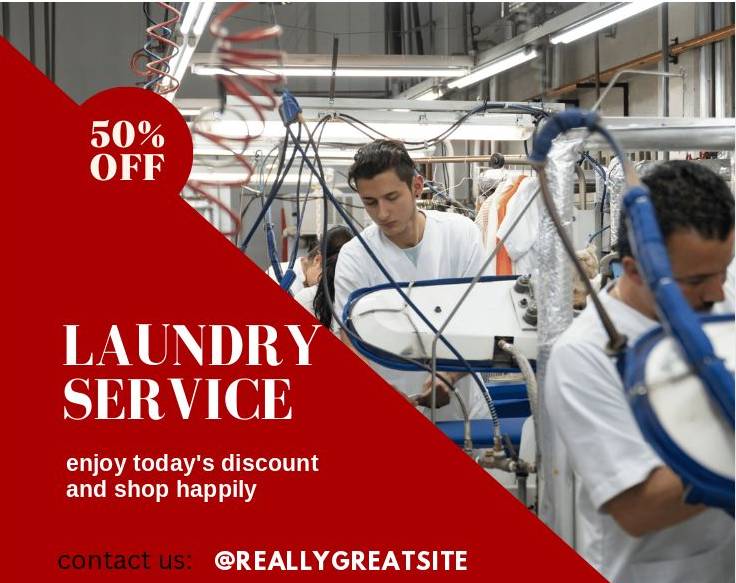 50%
OFF
LAUNDRY
SERVICE
enjoy today's discount
and shop happily
contact us: @REALLYGREATSITE